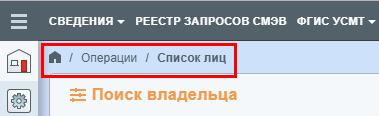 СВЕДЕНИЯ РЕЕСТР ЗАПРОСОВ СМЭВ ФГИС УСМТ
/ Операции / Список лиц
Поиск владельца